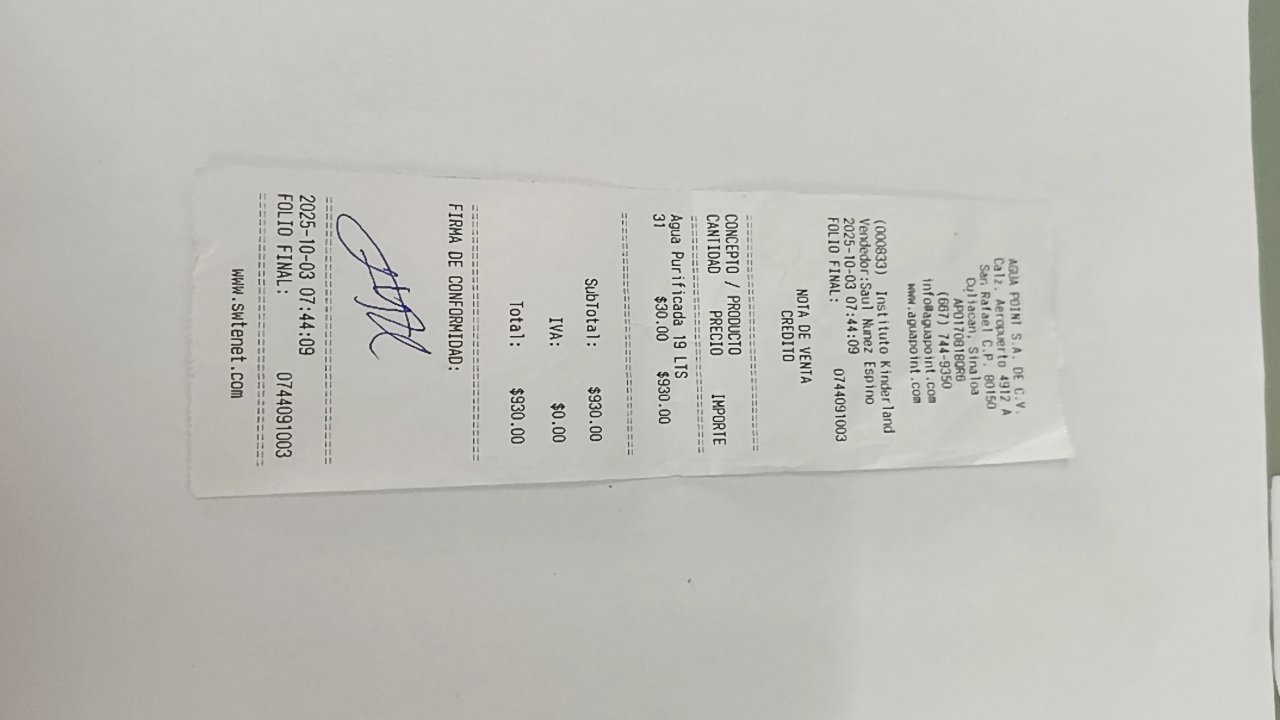 AGUA POINT S.A. DE C.V.
Calz. Aeropuerto 4912 A
San Rafael C.P. 80150
Culiacan, Sinaloa
APO1708180R6
(667) 744-9350
info@aguapoint.com
www.aguapoint.com
(000833) Instituto Kinderland
Vendedor:Saul Nunez Espino
2025-10-03 07:44:09
FOLIO FINAL: 0744091003
NOTA DE VENTA
CREDITO
CONCEPTO / PRODUCTO
CANTIDAD PRECIO IMPORTE
Agua Purificada 19 LTS
31 $30.00 $930.00
SubTotal: $930.00
IVA: $0.00
Total: $930.00
FIRMA DE CONFORMIDAD:
2025-10-03 07:44:09
FOLIO FINAL: 0744091003
www.swtenet.com